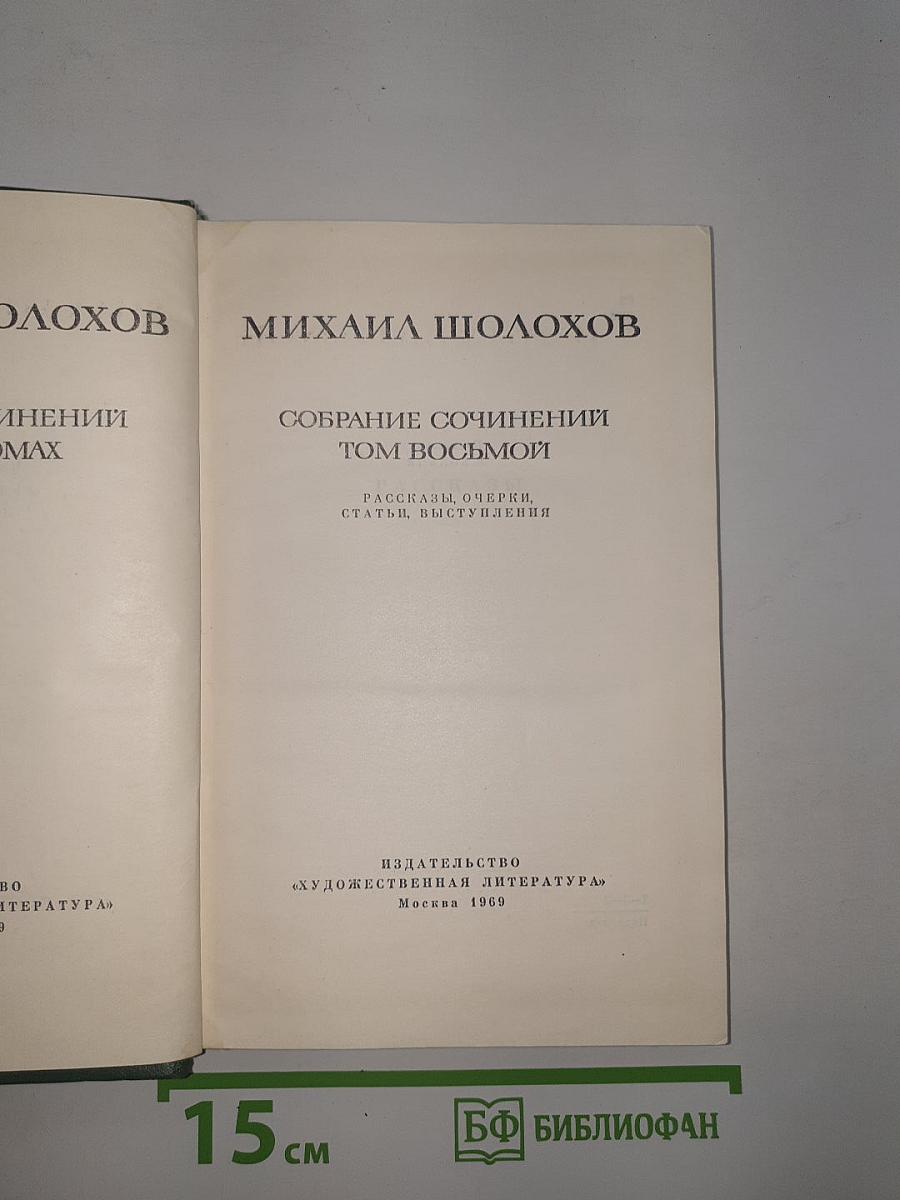 ОЛОХОВ
ИНЕНИЙ
ОМАХ
ВО
ИТЕРАТУРА»
9
МИХАИЛ ШОЛОХОВ
СОБРАНИЕ СОЧИНЕНИЙ
ТОМ ВОСЬМОЙ
РАССКАЗЫ, ОЧЕРКИ,
СТАТЬИ, ВЫСТУПЛЕНИЯ
ИЗДАТЕЛЬСТВО
«ХУДОЖЕСТВЕННАЯ ЛИТЕРАТУРА»
Москва 1969
15 см
БФ БИБЛИОФАН